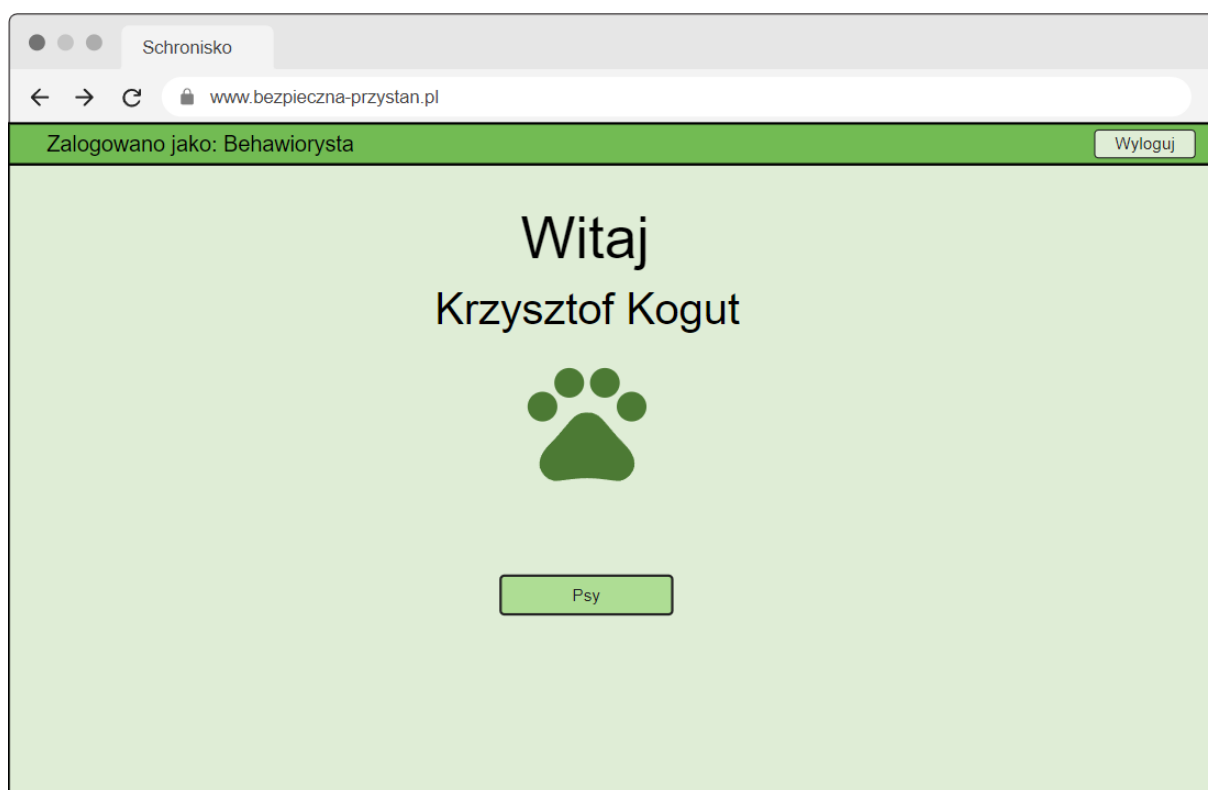 Schronisko
www.bezpieczna-przystan.pl
Zalogowano jako: Behawiorysta
Wyloguj
Witaj
Krzysztof Kogut
Psy